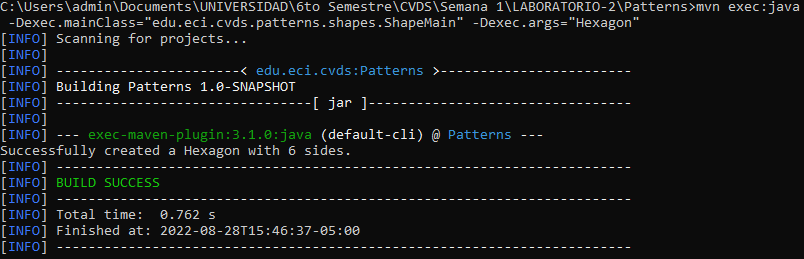 C:\Users\admin\Documents\UNIVERSIDAD\6to Semestre\CVDS\Semana 1\LABORATORIO-2\Patterns>mvn exec:java
-Dexec.mainClass="edu.eci.cvds.patterns.shapes.ShapeMain" -Dexec.args="Hexagon"
[INFO] Scanning for projects...
[INFO]
[INFO] -----------------------< edu.eci.cvds:Patterns >------------------------
[INFO] Building Patterns 1.0-SNAPSHOT
[INFO] --------------------------------[ jar ]---------------------------------
[INFO]
[INFO] --- exec-maven-plugin:3.1.0:java (default-cli) @ Patterns ---
Successfully created a Hexagon with 6 sides.
[INFO] ------------------------------------------------------------------------
[INFO] BUILD SUCCESS
[INFO] ------------------------------------------------------------------------
[INFO] Total time:  0.762 s
[INFO] Finished at: 2022-08-28T15:46:37-05:00
[INFO] ------------------------------------------------------------------------